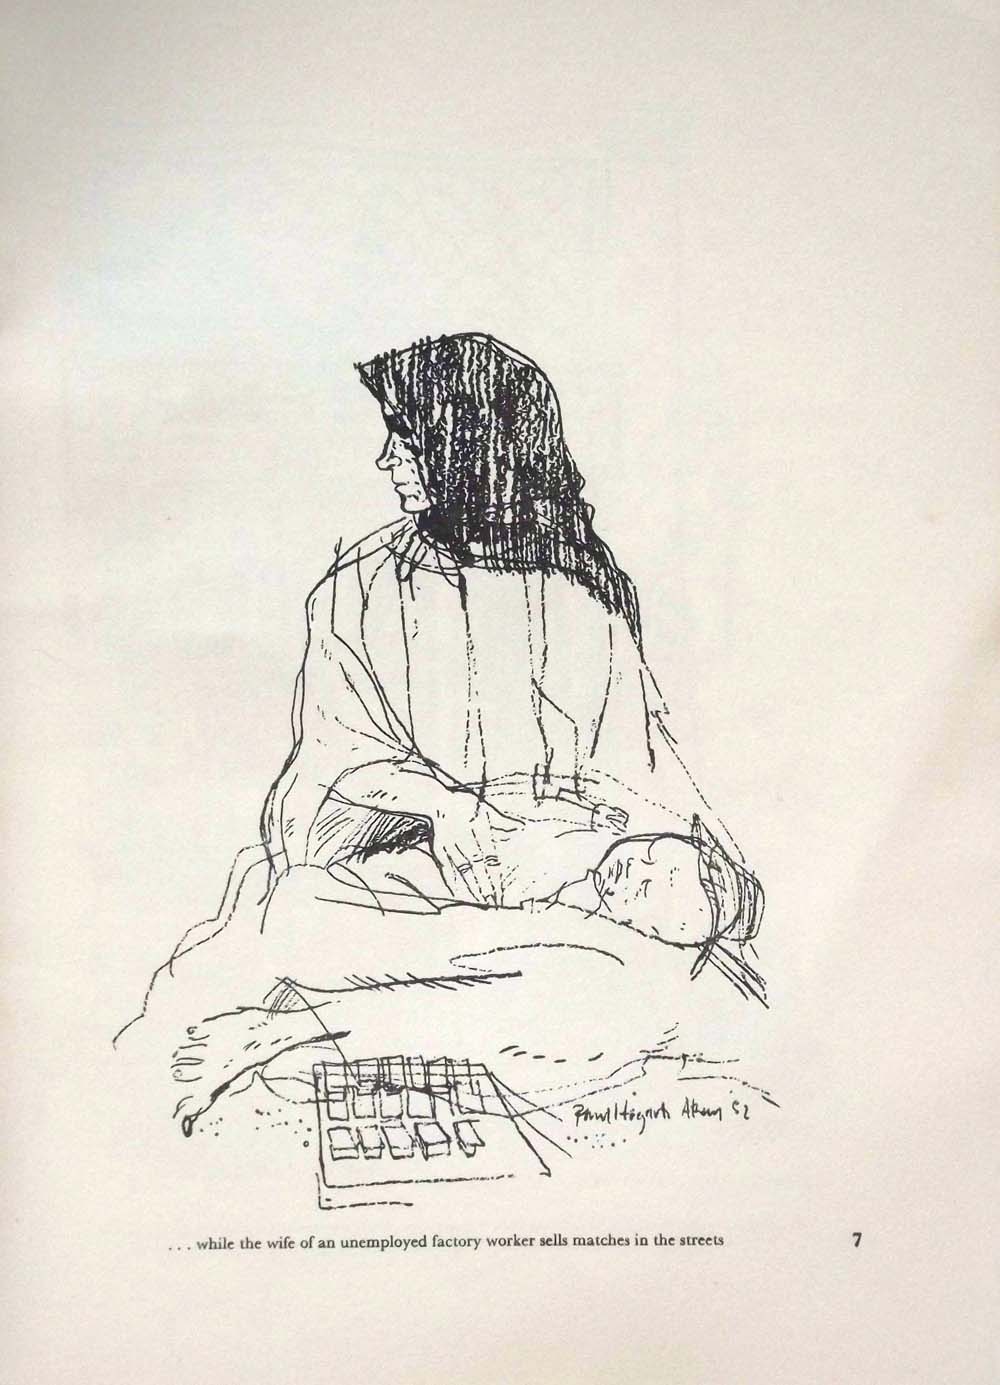 Paul Hogarth Athens 52
... while the wife of an unemployed factory worker sells matches in the streets
7